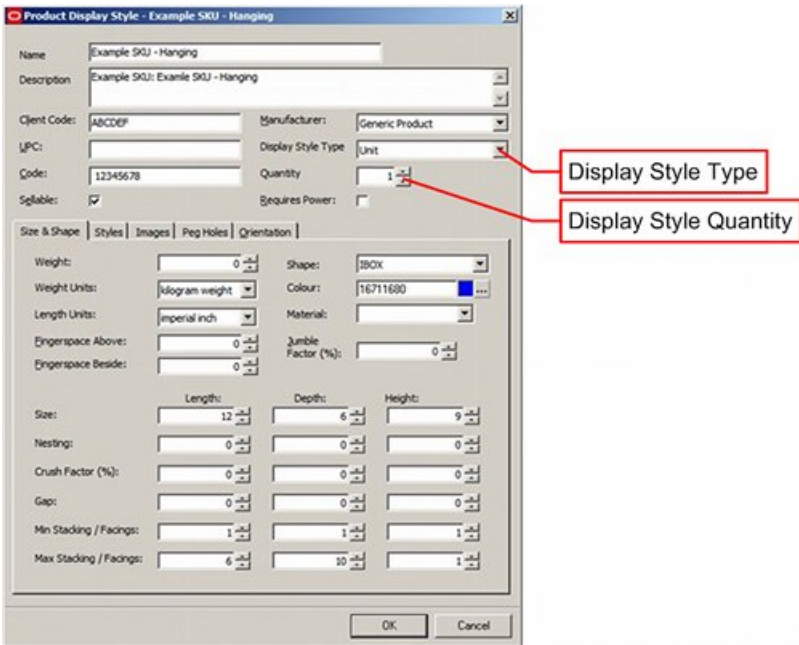 Product Display Style - Example SKU - Hanging
Name Example SKU - Hanging
Description Example SKU: Examle SKU - Hanging
Client Code: ABCDEF Manufacturer: Generic Product
UPC: Display Style Type Unit
Code: 12345678 Quantity 1
Sellable: Requires Power:
Display Style Type
Display Style Quantity
Size & Shape Styles Images Peg Holes Orientation
Weight: 0 Shape: IBOX
Weight Units: kilogram weight Colour: 16711680 ...
Length Units: imperial inch Material:
Fingerspace Above: 0 Jumble Factor (%): 0
Fingerspace Beside: 0
Length: Depth: Height:
Size: 12 6 9
Nesting: 0 0 0
Crush Factor (%): 0 0 0
Gap: 0 0 0
Min Stacking / Facings: 1 1 1
Max Stacking / Facings: 6 10 1
OK Cancel